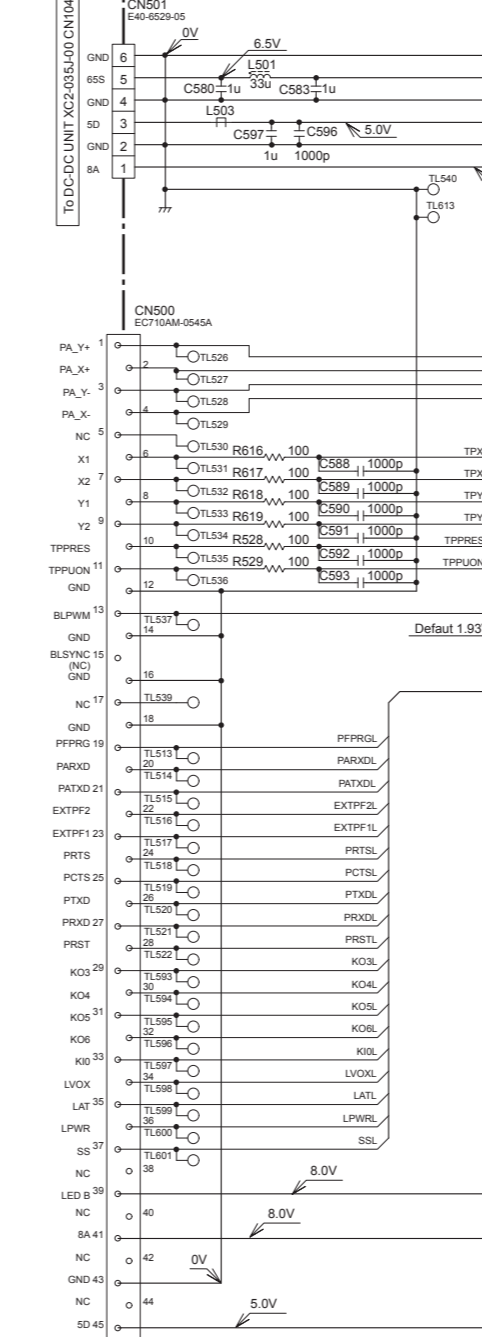 To DC-DC UNIT XC2-035J-00 CN104
CN501
E40-6529-05
0V
6.5V
GND 6
L501
65S 5
C580 1u
33u
C583 1u
GND 4
L503
5D 3
C597
C596
5.0V
GND 2
1u
1000p
8A 1
TL540
TL613
CN500
EC710AM-0545A
PA_Y+ 1
TL526
PA_X+ 2
TL527
PA_Y- 3
TL528
PA_X- 4
TL529
NC 5
TL530
R616 100
TPX
X1 6
TL531
C588 1000p
R617 100
TPX
X2 7
TL532
C589 1000p
R618 100
TPY
Y1 8
TL533
C590 1000p
R619 100
TPY
Y2 9
TL534
C591 1000p
R528 100
TPPRES
TPPRES 10
TL535
C592 1000p
R529 100
TPPUON
TPPUON 11
TL536
C593 1000p
GND 12
BLPWM 13
TL537
GND 14
Defaut 1.93
BLSYNC 15
(NC)
GND 16
NC 17
TL539
GND 18
PFPRG 19
PFPRGL
TL513
PARXD 20
PARXDL
TL514
PATXD 21
PATXDL
TL515
EXTPF2 22
EXTPF2L
TL516
EXTPF1 23
EXTPF1L
TL517
PRTS 24
PRTSL
TL518
PCTS 25
PCTSL
TL519
PTXD 26
PTXDL
TL520
PRXD 27
PRXDL
TL521
PRST 28
PRSTL
TL522
KO3 29
KO3L
TL593
KO4 30
KO4L
TL594
KO5 31
KO5L
TL595
KO6 32
KO6L
TL596
KI0 33
KI0L
TL597
LVOX 34
LVOXL
TL598
LAT 35
LATL
TL599
LPWR 36
LPWRL
TL600
SS 37
SSL
TL601
NC 38
8.0V
LED B 39
NC 40
8.0V
8A 41
NC 42
0V
GND 43
NC 44
5.0V
5D 45